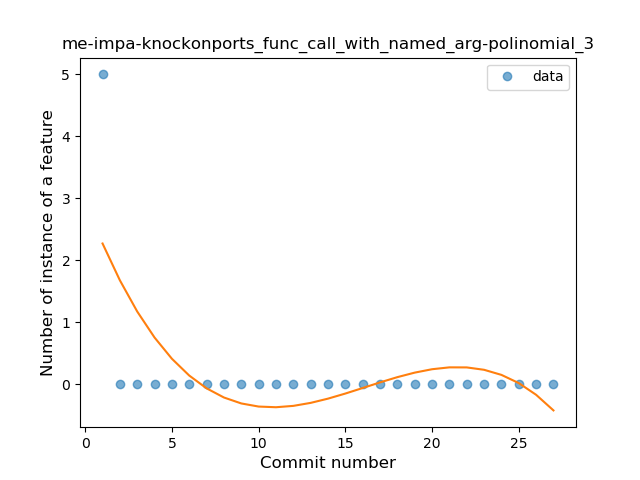 me-impa-knockonports_func_call_with_named_arg-polinomial_3
data
Number of instance of a feature
5
4
3
2
1
0
0 5 10 15 20 25
Commit number